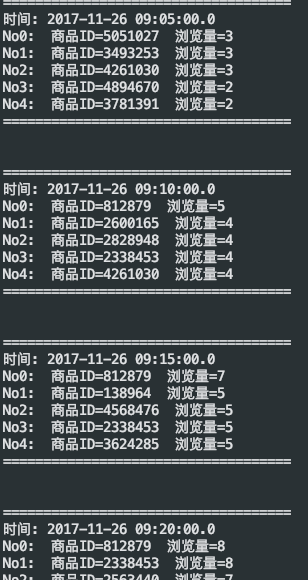 ====================================
时间: 2017-11-26 09:05:00.0
No0:  商品ID=5051027  浏览量=3
No1:  商品ID=3493253  浏览量=3
No2:  商品ID=4261030  浏览量=3
No3:  商品ID=4894670  浏览量=2
No4:  商品ID=3781391  浏览量=2
====================================
====================================
时间: 2017-11-26 09:10:00.0
No0:  商品ID=812879  浏览量=5
No1:  商品ID=2600165  浏览量=4
No2:  商品ID=2828948  浏览量=4
No3:  商品ID=2338453  浏览量=4
No4:  商品ID=4261030  浏览量=4
====================================
====================================
时间: 2017-11-26 09:15:00.0
No0:  商品ID=812879  浏览量=7
No1:  商品ID=138964  浏览量=5
No2:  商品ID=4568476  浏览量=5
No3:  商品ID=2338453  浏览量=5
No4:  商品ID=3624285  浏览量=5
====================================
====================================
时间: 2017-11-26 09:20:00.0
No0:  商品ID=812879  浏览量=8
No1:  商品ID=2338453  浏览量=8
No2:  商品ID=2563440  浏览量=7